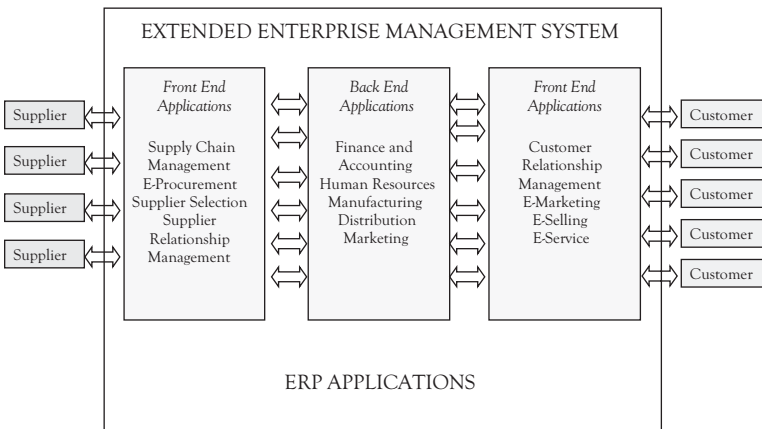 EXTENDED ENTERPRISE MANAGEMENT SYSTEM
Supplier
Supplier
Supplier
Supplier
Front End
Applications
Supply Chain
Management
E-Procurement
Supplier Selection
Supplier
Relationship
Management
Back End
Applications
Finance and
Accounting
Human Resources
Manufacturing
Distribution
Marketing
Front End
Applications
Customer
Relationship
Management
E-Marketing
E-Selling
E-Service
Customer
Customer
Customer
Customer
Customer
ERP APPLICATIONS